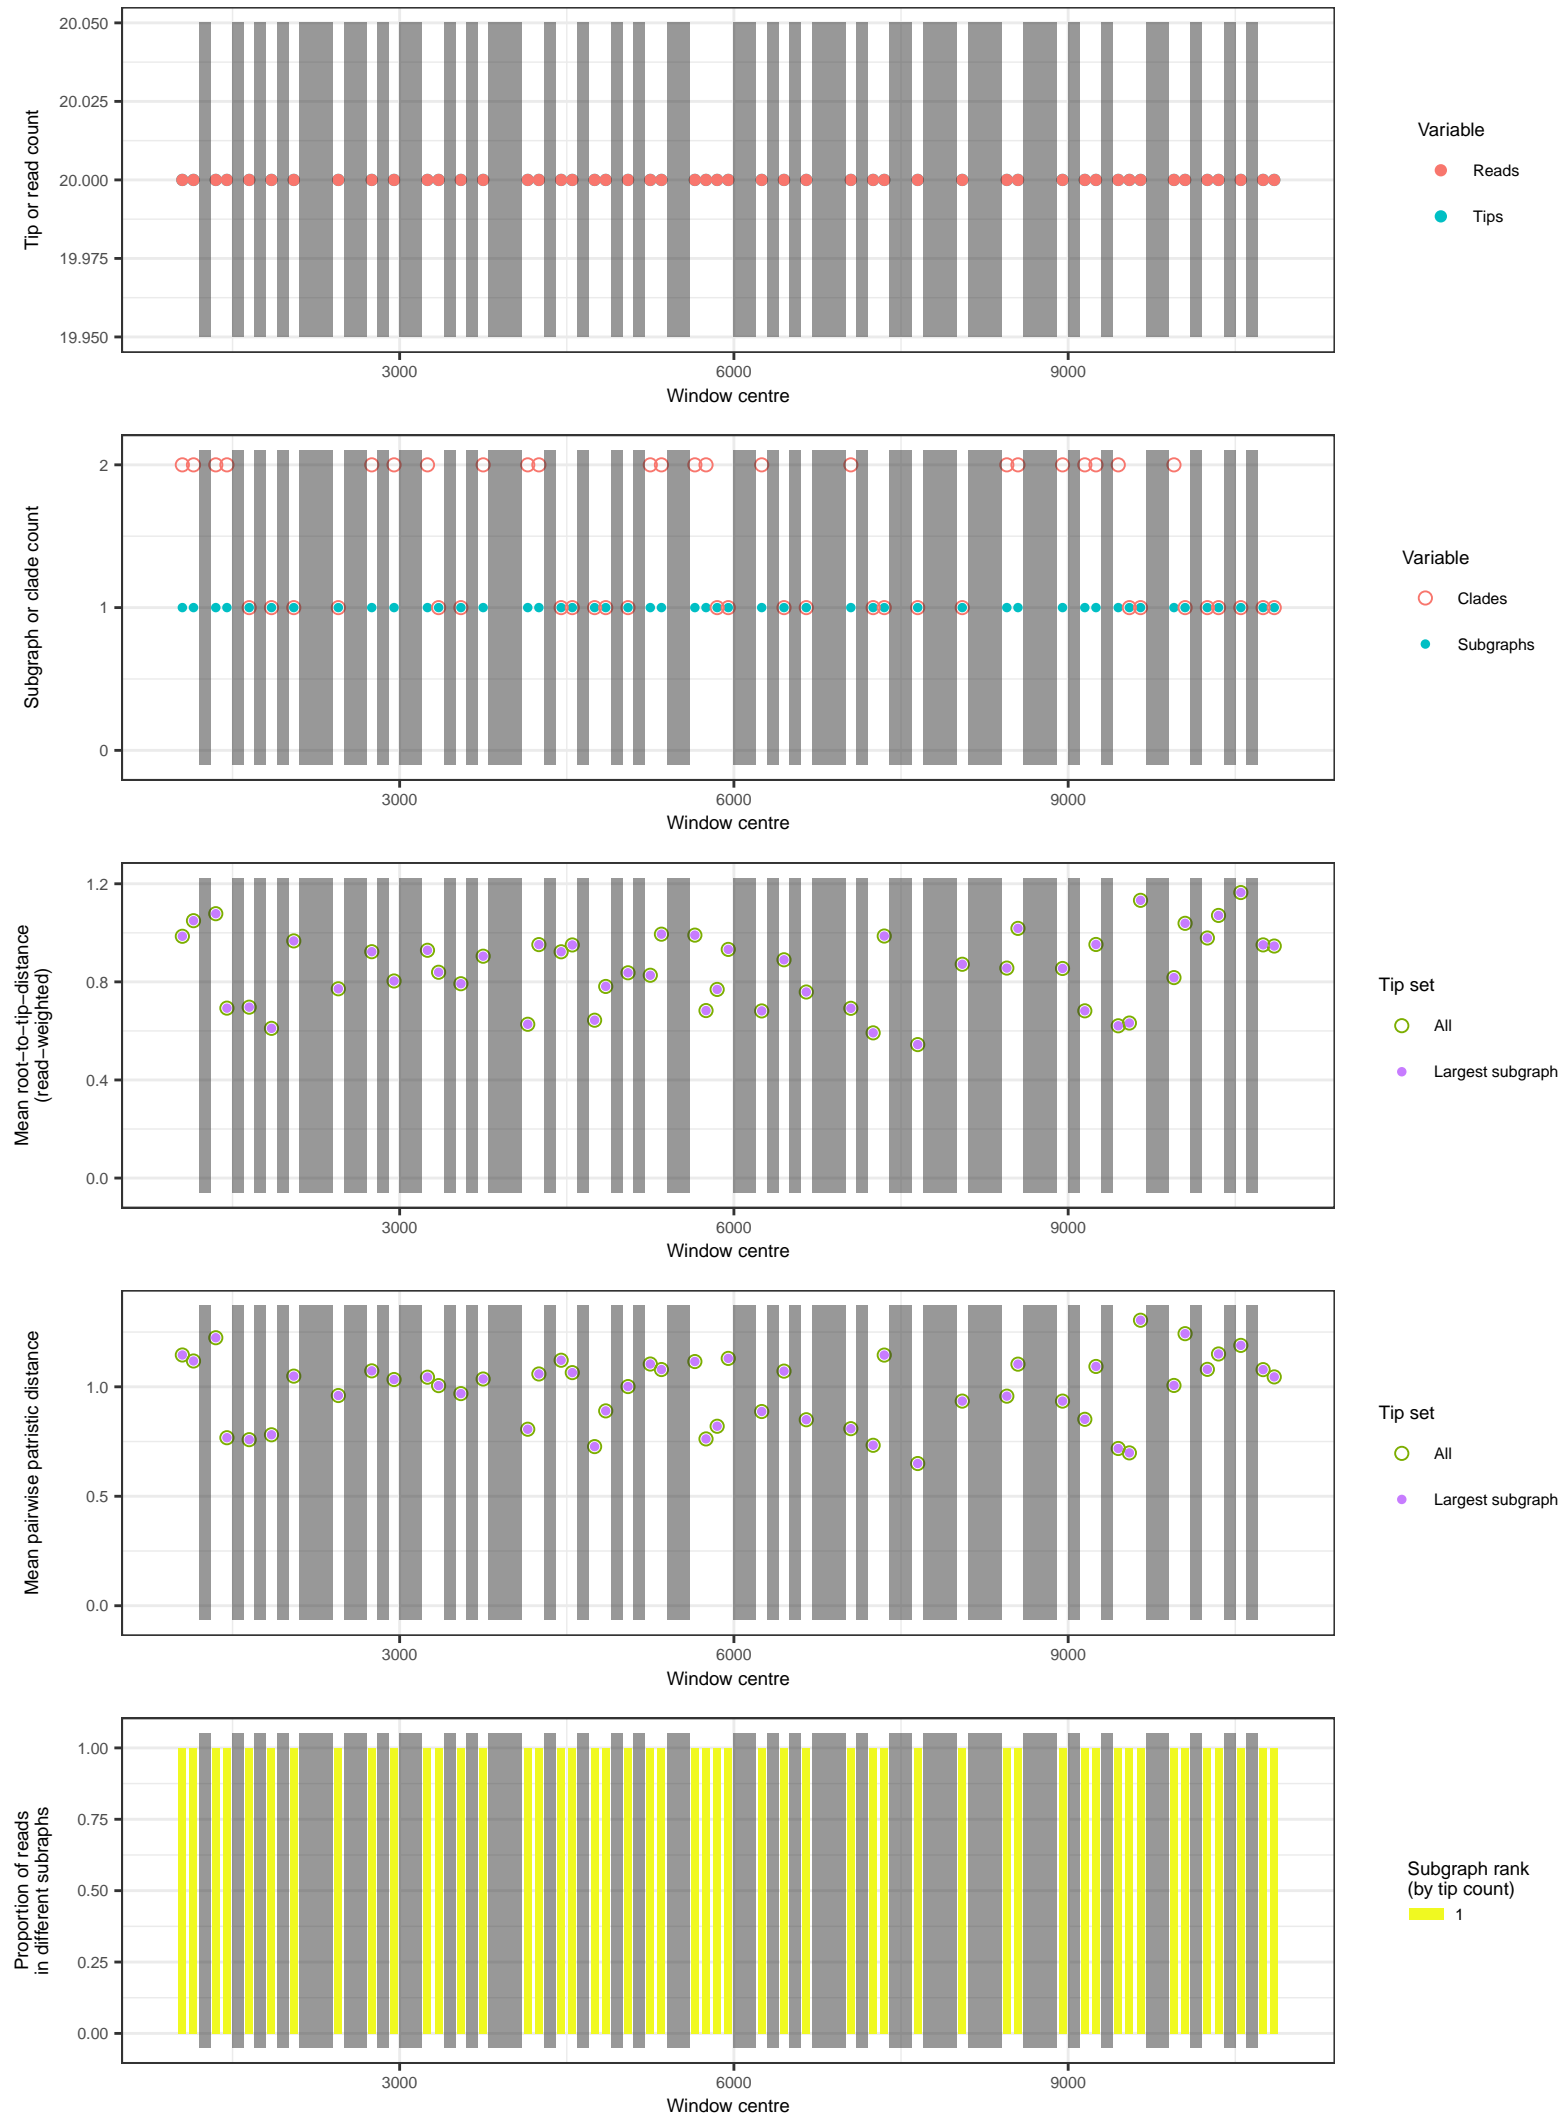 20.050
20.025
20.000
19.975
19.950
Tip or read count
3000
6000
9000
Window centre
Variable
Reads
Tips
2
1
0
Subgraph or clade count
3000
6000
9000
Window centre
Variable
Clades
Subgraphs
1.2
0.8
0.4
0.0
Mean root−to−tip−distance
(read−weighted)
3000
6000
9000
Window centre
Tip set
All
Largest subgraph
1.0
0.5
0.0
Mean pairwise patristic distance
3000
6000
9000
Window centre
Tip set
All
Largest subgraph
1.00
0.75
0.50
0.25
0.00
Proportion of reads
in different subraphs
3000
6000
9000
Window centre
Subgraph rank
(by tip count)
1